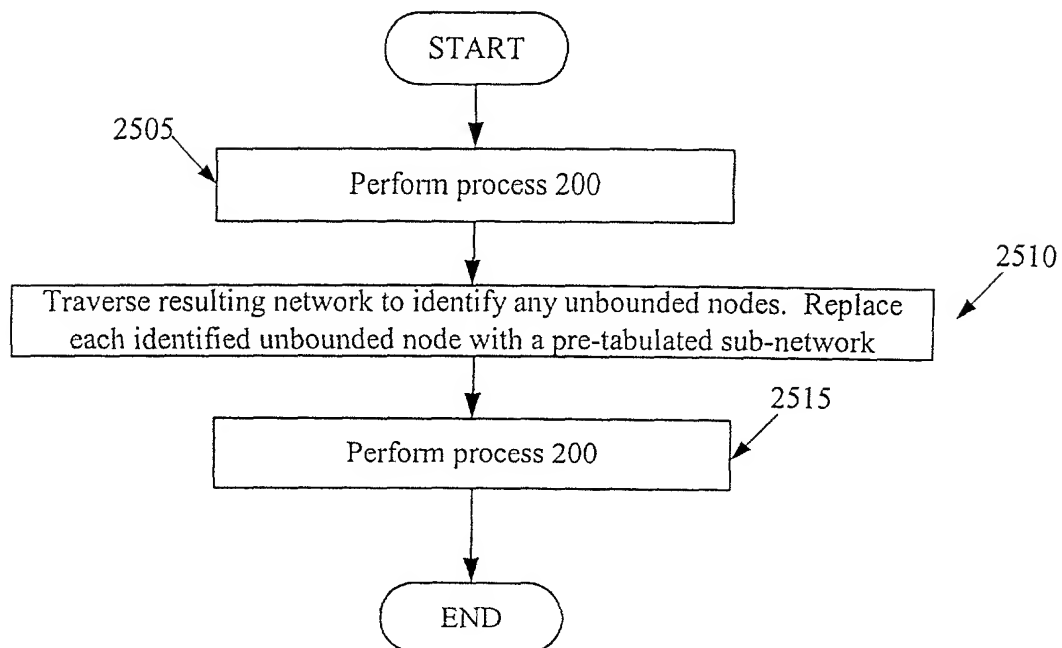 START
2505
Perform process 200
2510
Traverse resulting network to identify any unbounded nodes. Replace
each identified unbounded node with a pre-tabulated sub-network
2515
Perform process 200
END